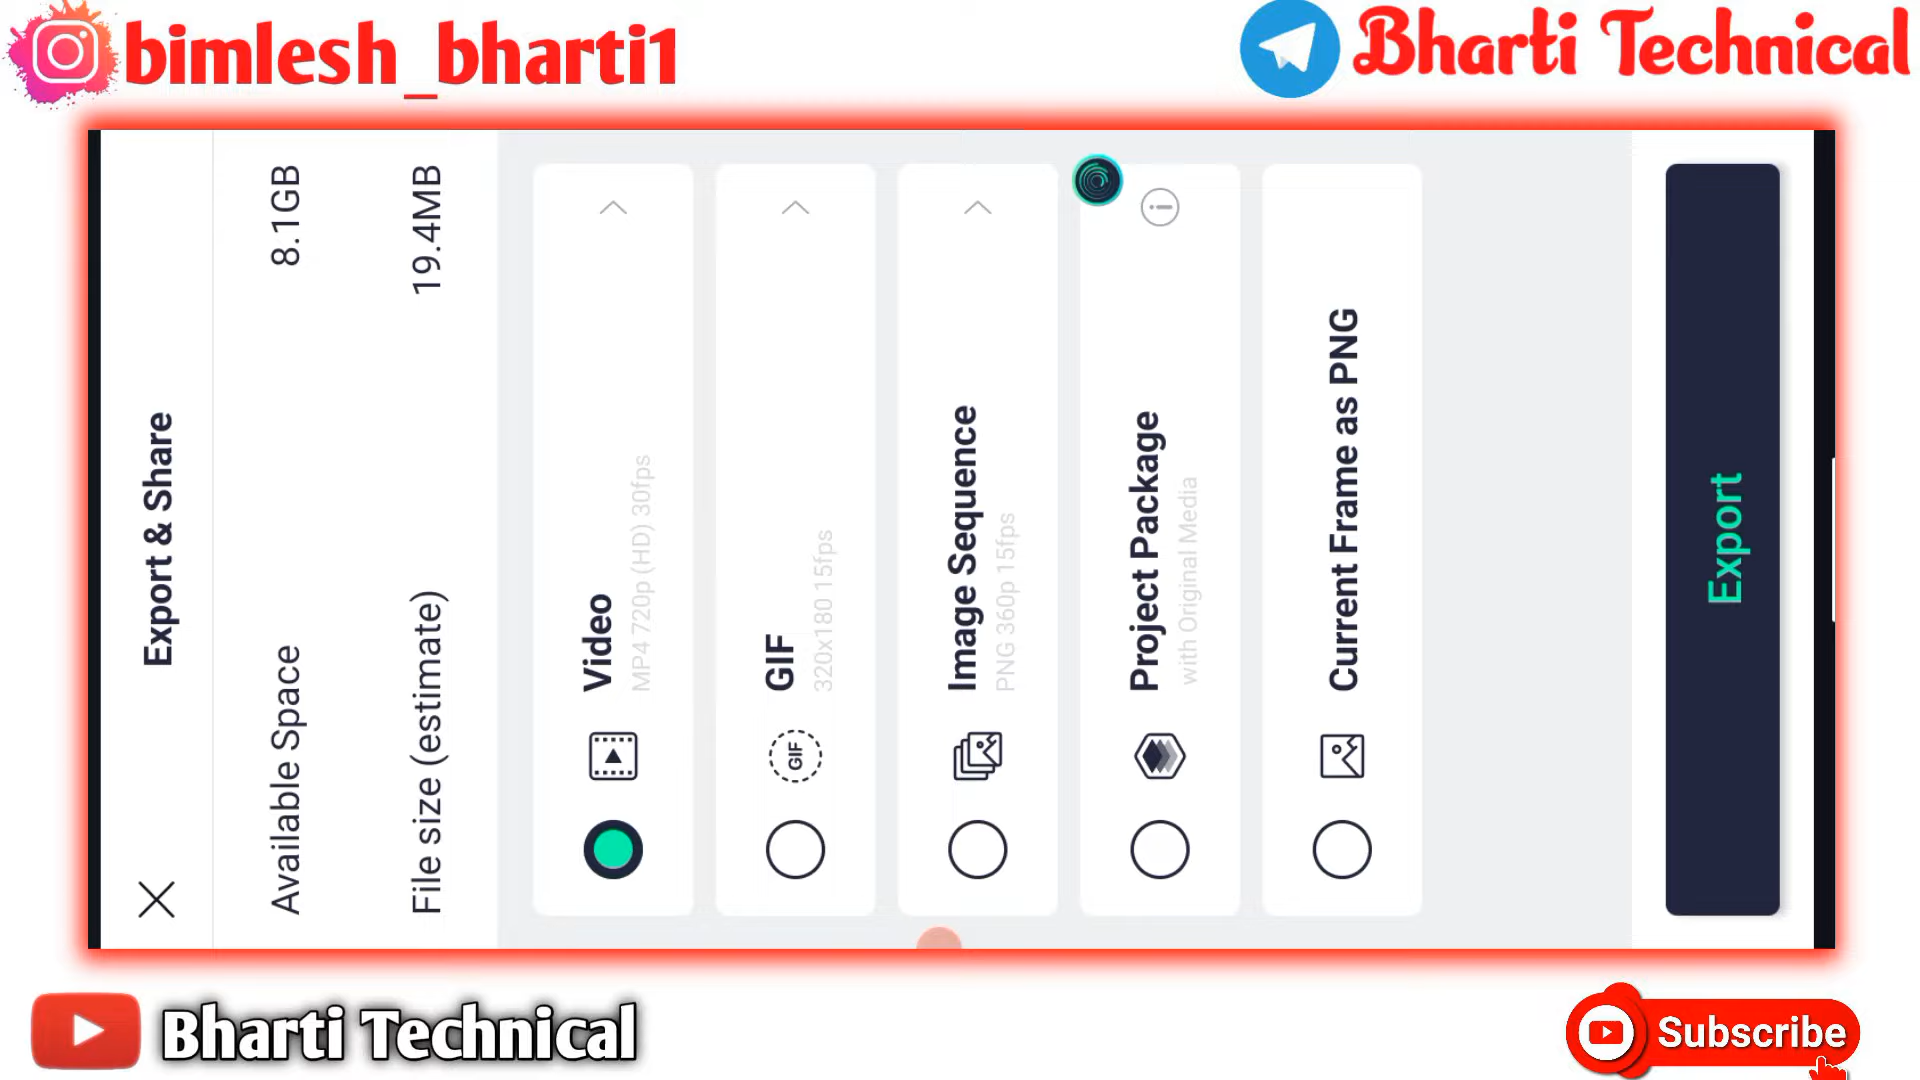 bimlesh_bharti1
Bharti Technical
Export & Share
Available Space 8.1GB
File size (estimate) 19.4MB
Video
MP4 720p (HD) 30fps
GIF
GIF
320x180 15fps
Image Sequence
PNG 360p 15fps
Project Package
with Original Media
Current Frame as PNG
Export
Bharti Technical
Subscribe